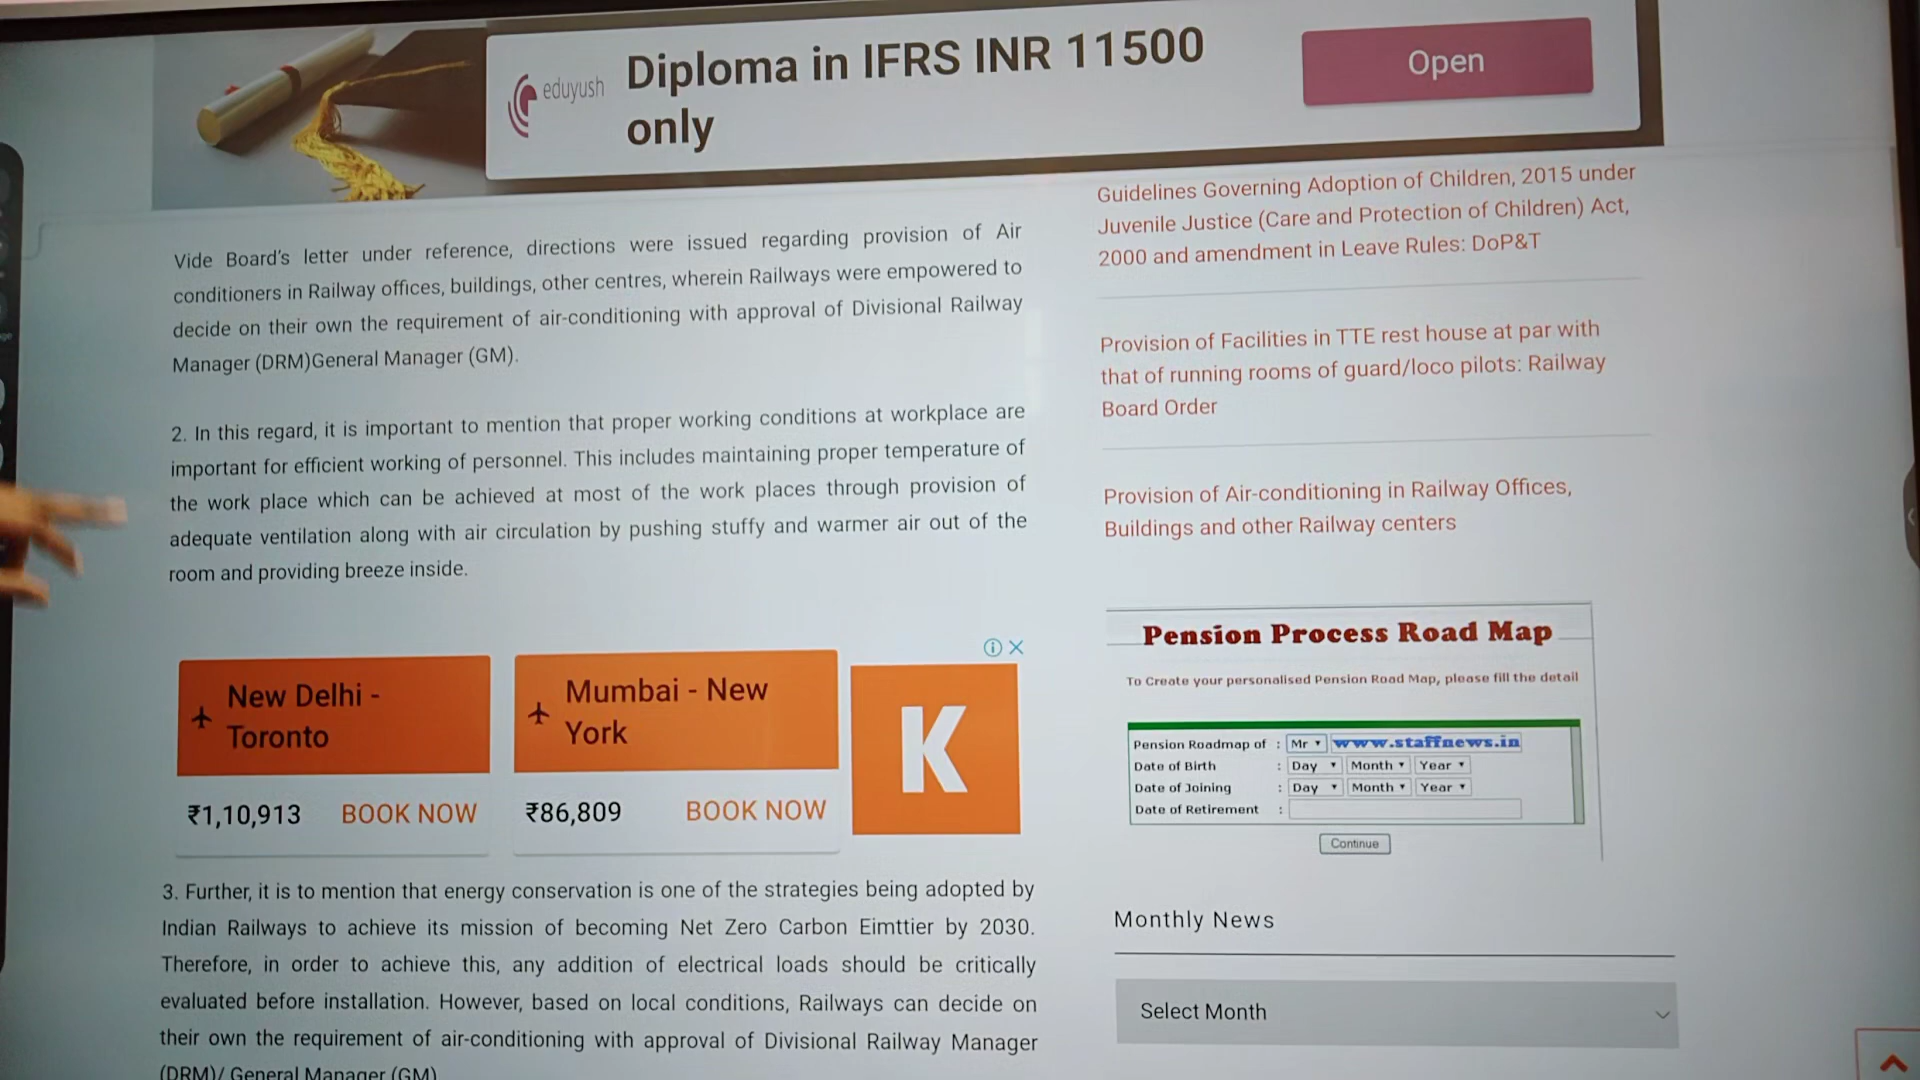 eduyush
Diploma in IFRS INR 11500
only
Open
Vide Board's letter under reference, directions were issued regarding provision of Air
conditioners in Railway offices, buildings, other centres, wherein Railways were empowered to
decide on their own the requirement of air-conditioning with approval of Divisional Railway
Manager (DRM)General Manager (GM).
2. In this regard, it is important to mention that proper working conditions at workplace are
important for efficient working of personnel. This includes maintaining proper temperature of
the work place which can be achieved at most of the work places through provision of
adequate ventilation along with air circulation by pushing stuffy and warmer air out of the
room and providing breeze inside.
New Delhi -
Toronto
₹1,10,913 BOOK NOW
Mumbai - New
York
₹86,809 BOOK NOW
K
3. Further, it is to mention that energy conservation is one of the strategies being adopted by
Indian Railways to achieve its mission of becoming Net Zero Carbon Eimttier by 2030.
Therefore, in order to achieve this, any addition of electrical loads should be critically
evaluated before installation. However, based on local conditions, Railways can decide on
their own the requirement of air-conditioning with approval of Divisional Railway Manager
(DRM)/ General Manager (GM)
Guidelines Governing Adoption of Children, 2015 under
Juvenile Justice (Care and Protection of Children) Act,
2000 and amendment in Leave Rules: DoP&T
Provision of Facilities in TTE rest house at par with
that of running rooms of guard/loco pilots: Railway
Board Order
Provision of Air-conditioning in Railway Offices,
Buildings and other Railway centers
Pension Process Road Map
To Create your personalised Pension Road Map, please fill the detail
Pension Roadmap of : Mr www.staffnews.in
Date of Birth : Day Month Year
Date of Joining : Day Month Year
Date of Retirement :
Continue
Monthly News
Select Month